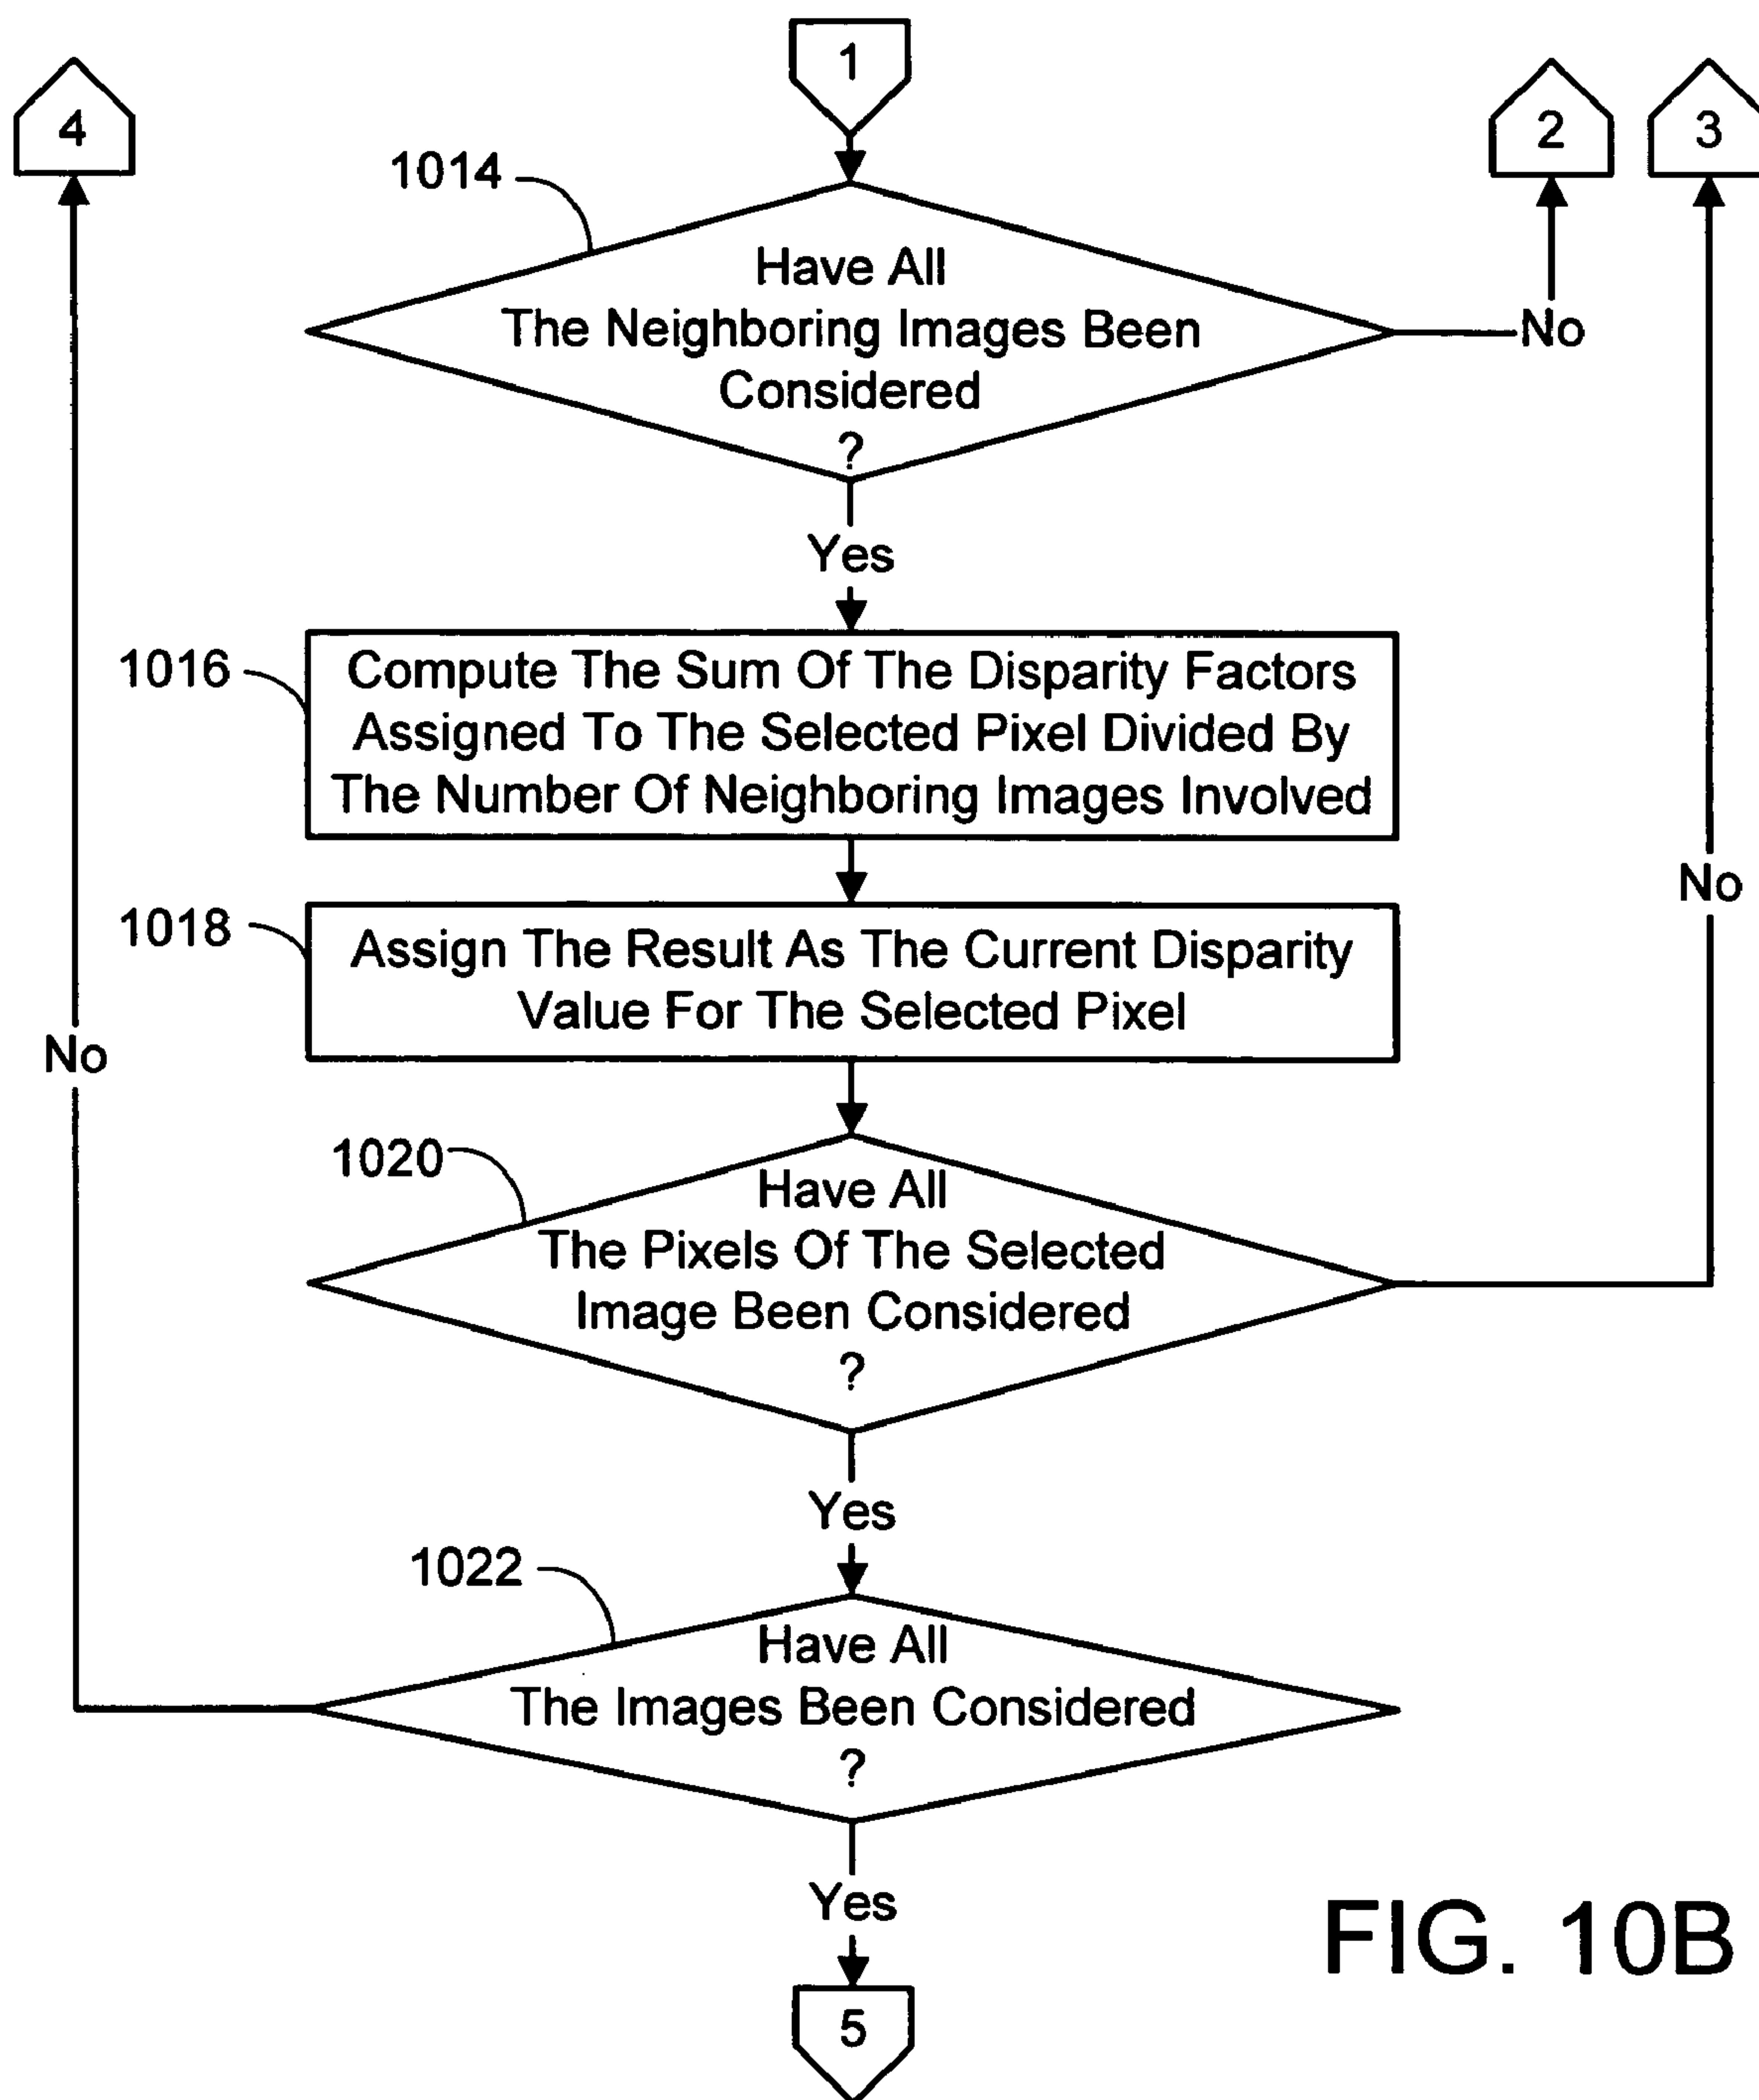 1
4
2
3
1014
Have All
The Neighboring Images Been
Considered
?
No
Yes
1016
Compute The Sum Of The Disparity Factors
Assigned To The Selected Pixel Divided By
The Number Of Neighboring Images Involved
No
1018
Assign The Result As The Current Disparity
Value For The Selected Pixel
No
1020
Have All
The Pixels Of The Selected
Image Been Considered
?
Yes
1022
Have All
The Images Been Considered
?
Yes
5
FIG. 10B